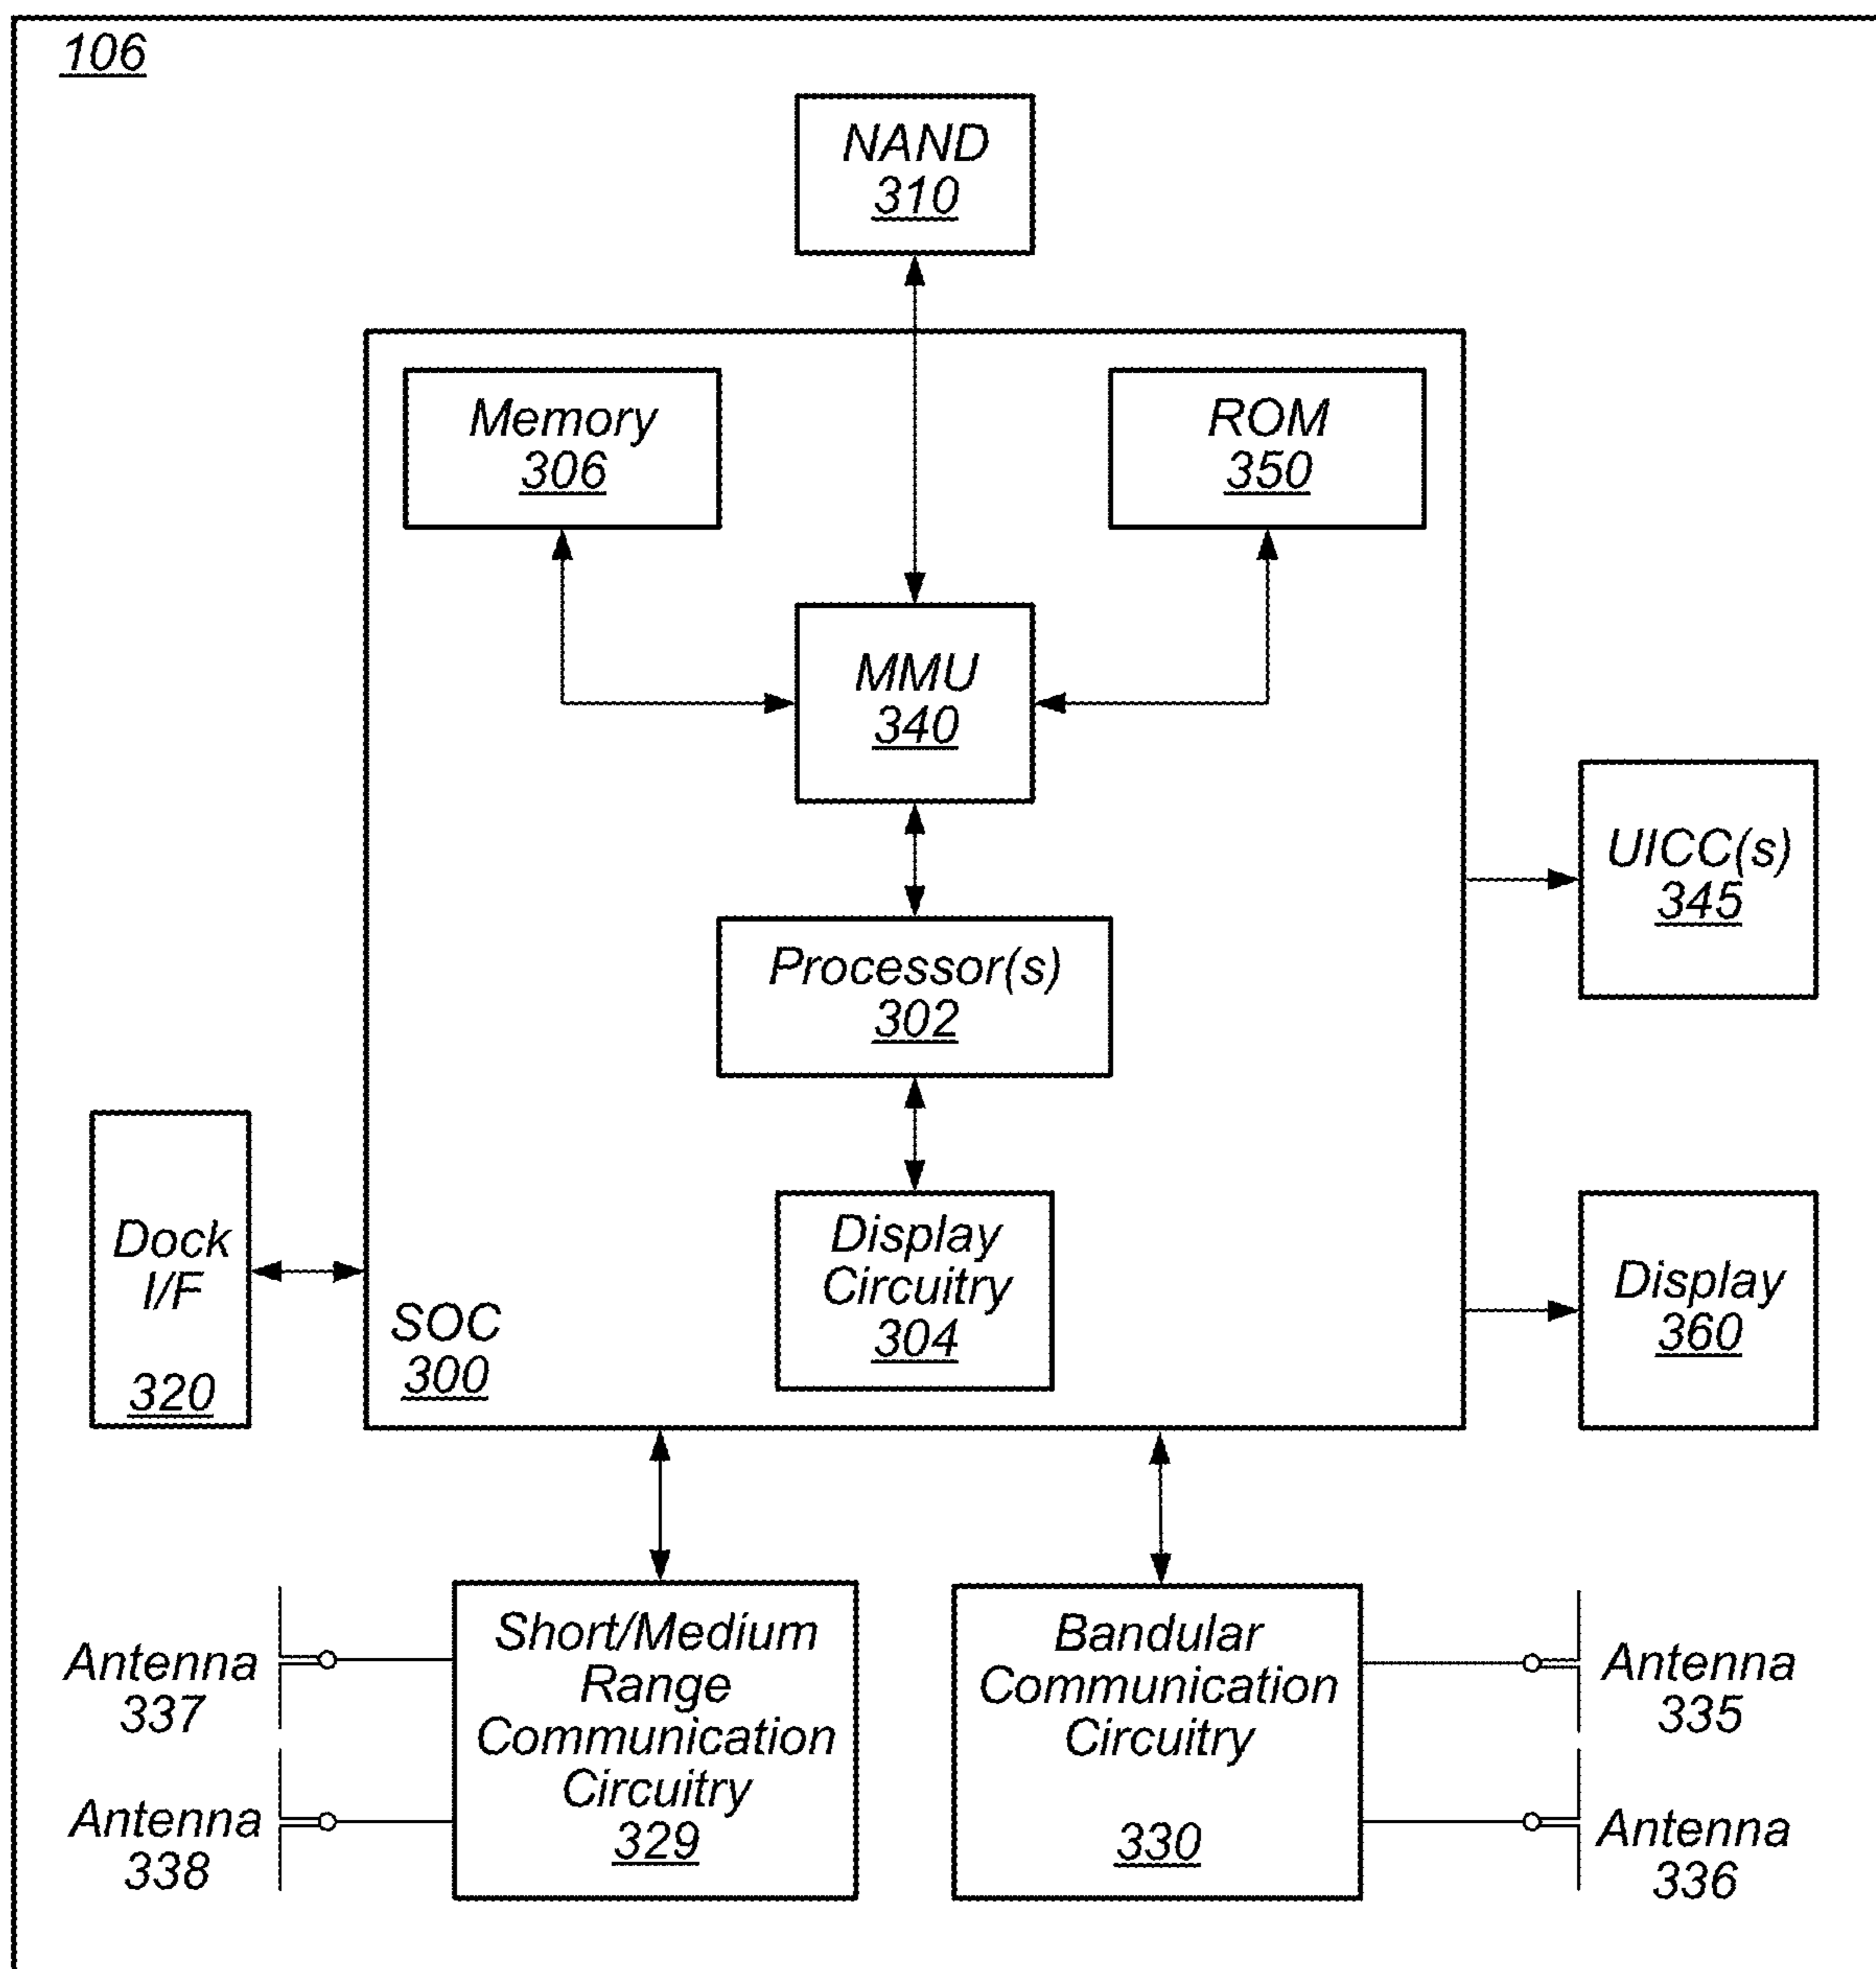 106
NAND
310
Memory
306
ROM
350
MMU
340
UICC(s)
345
Processor(s)
302
Dock
I/F
320
Display
Circuitry
304
SOC
300
Display
360
Short/Medium
Range
Communication
Circuitry
329
Bandular
Communication
Circuitry
330
Antenna
337
Antenna
338
Antenna
335
Antenna
336